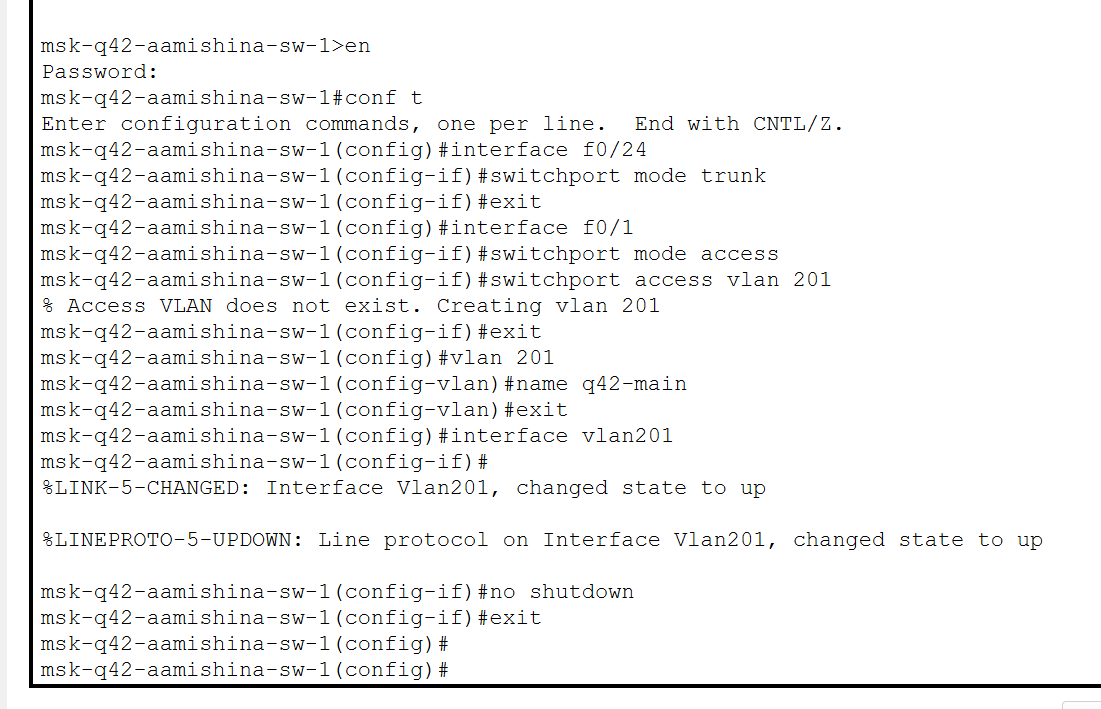 msk-q42-aamishina-sw-1>en
Password:
msk-q42-aamishina-sw-1#conf t
Enter configuration commands, one per line.  End with CNTL/Z.
msk-q42-aamishina-sw-1(config)#interface f0/24
msk-q42-aamishina-sw-1(config-if)#switchport mode trunk
msk-q42-aamishina-sw-1(config-if)#exit
msk-q42-aamishina-sw-1(config)#interface f0/1
msk-q42-aamishina-sw-1(config-if)#switchport mode access
msk-q42-aamishina-sw-1(config-if)#switchport access vlan 201
% Access VLAN does not exist. Creating vlan 201
msk-q42-aamishina-sw-1(config-if)#exit
msk-q42-aamishina-sw-1(config)#vlan 201
msk-q42-aamishina-sw-1(config-vlan)#name q42-main
msk-q42-aamishina-sw-1(config-vlan)#exit
msk-q42-aamishina-sw-1(config)#interface vlan201
msk-q42-aamishina-sw-1(config-if)#
%LINK-5-CHANGED: Interface Vlan201, changed state to up
%LINEPROTO-5-UPDOWN: Line protocol on Interface Vlan201, changed state to up
msk-q42-aamishina-sw-1(config-if)#no shutdown
msk-q42-aamishina-sw-1(config-if)#exit
msk-q42-aamishina-sw-1(config)#
msk-q42-aamishina-sw-1(config)#